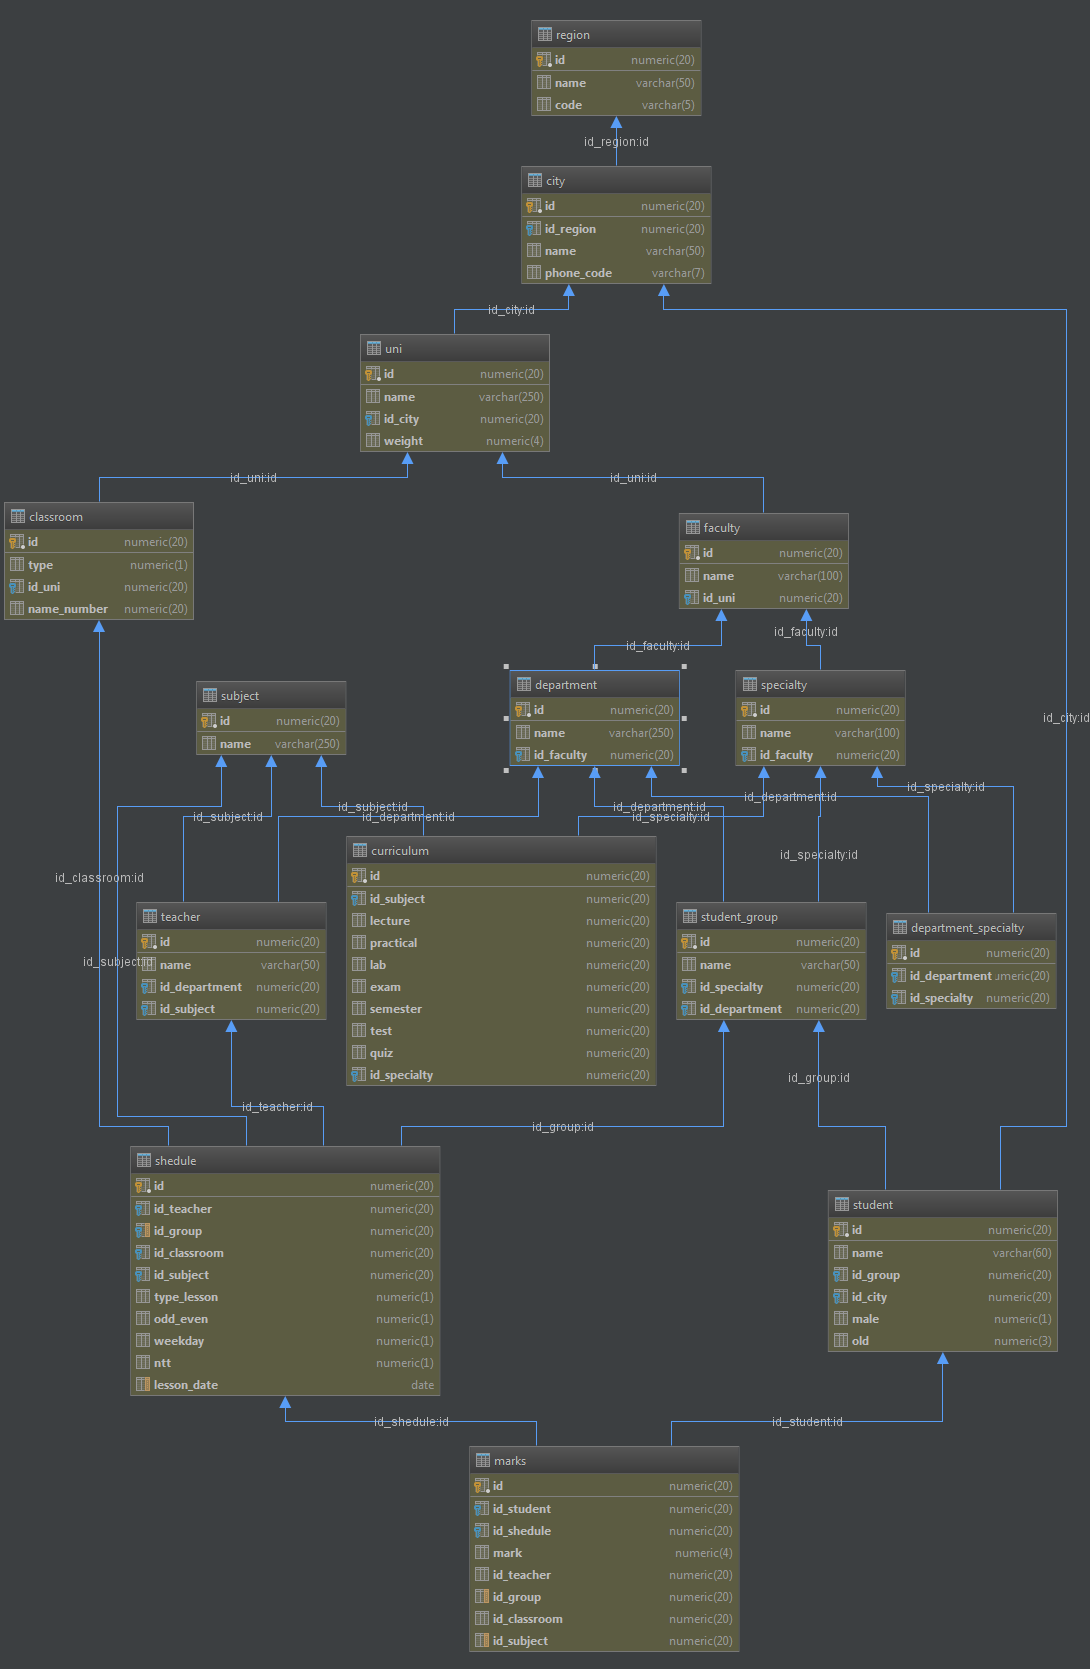 region
id numeric(20)
name varchar(50)
code varchar(5)
id_region:id
city
id numeric(20)
id_region numeric(20)
name varchar(50)
phone_code varchar(7)
id_city:id
uni
id numeric(20)
name varchar(250)
id_city numeric(20)
weight numeric(4)
id_uni:id
id_uni:id
classroom
id numeric(20)
type numeric(1)
id_uni numeric(20)
name_number numeric(20)
faculty
id numeric(20)
name varchar(100)
id_uni numeric(20)
id_faculty:id
id_faculty:id
subject
id numeric(20)
name varchar(250)
department
id numeric(20)
name varchar(250)
id_faculty numeric(20)
specialty
id numeric(20)
name varchar(100)
id_faculty numeric(20)
id_city:id
id_subject:id
id_subject:id
id_department:id
id_department:id
id_specialty:id
id_department:id
id_specialty:id
id_specialty:id
id_classroom:id
id_subject:id
curriculum
id numeric(20)
id_subject numeric(20)
lecture numeric(20)
practical numeric(20)
lab numeric(20)
exam numeric(20)
semester numeric(20)
test numeric(20)
quiz numeric(20)
id_specialty numeric(20)
teacher
id numeric(20)
name varchar(50)
id_department numeric(20)
id_subject numeric(20)
student_group
id numeric(20)
name varchar(50)
id_specialty numeric(20)
id_department numeric(20)
department_specialty
id numeric(20)
id_department umeric(20)
id_specialty numeric(20)
id_teacher:id
id_group:id
id_group:id
shedule
id numeric(20)
id_teacher numeric(20)
id_group numeric(20)
id_classroom numeric(20)
id_subject numeric(20)
type_lesson numeric(1)
odd_even numeric(1)
weekday numeric(1)
ntt numeric(1)
lesson_date date
student
id numeric(20)
name varchar(60)
id_group numeric(20)
id_city numeric(20)
male numeric(1)
old numeric(3)
id_shedule:id
id_student:id
marks
id numeric(20)
id_student numeric(20)
id_shedule numeric(20)
mark numeric(4)
id_teacher numeric(20)
id_group numeric(20)
id_classroom numeric(20)
id_subject numeric(20)